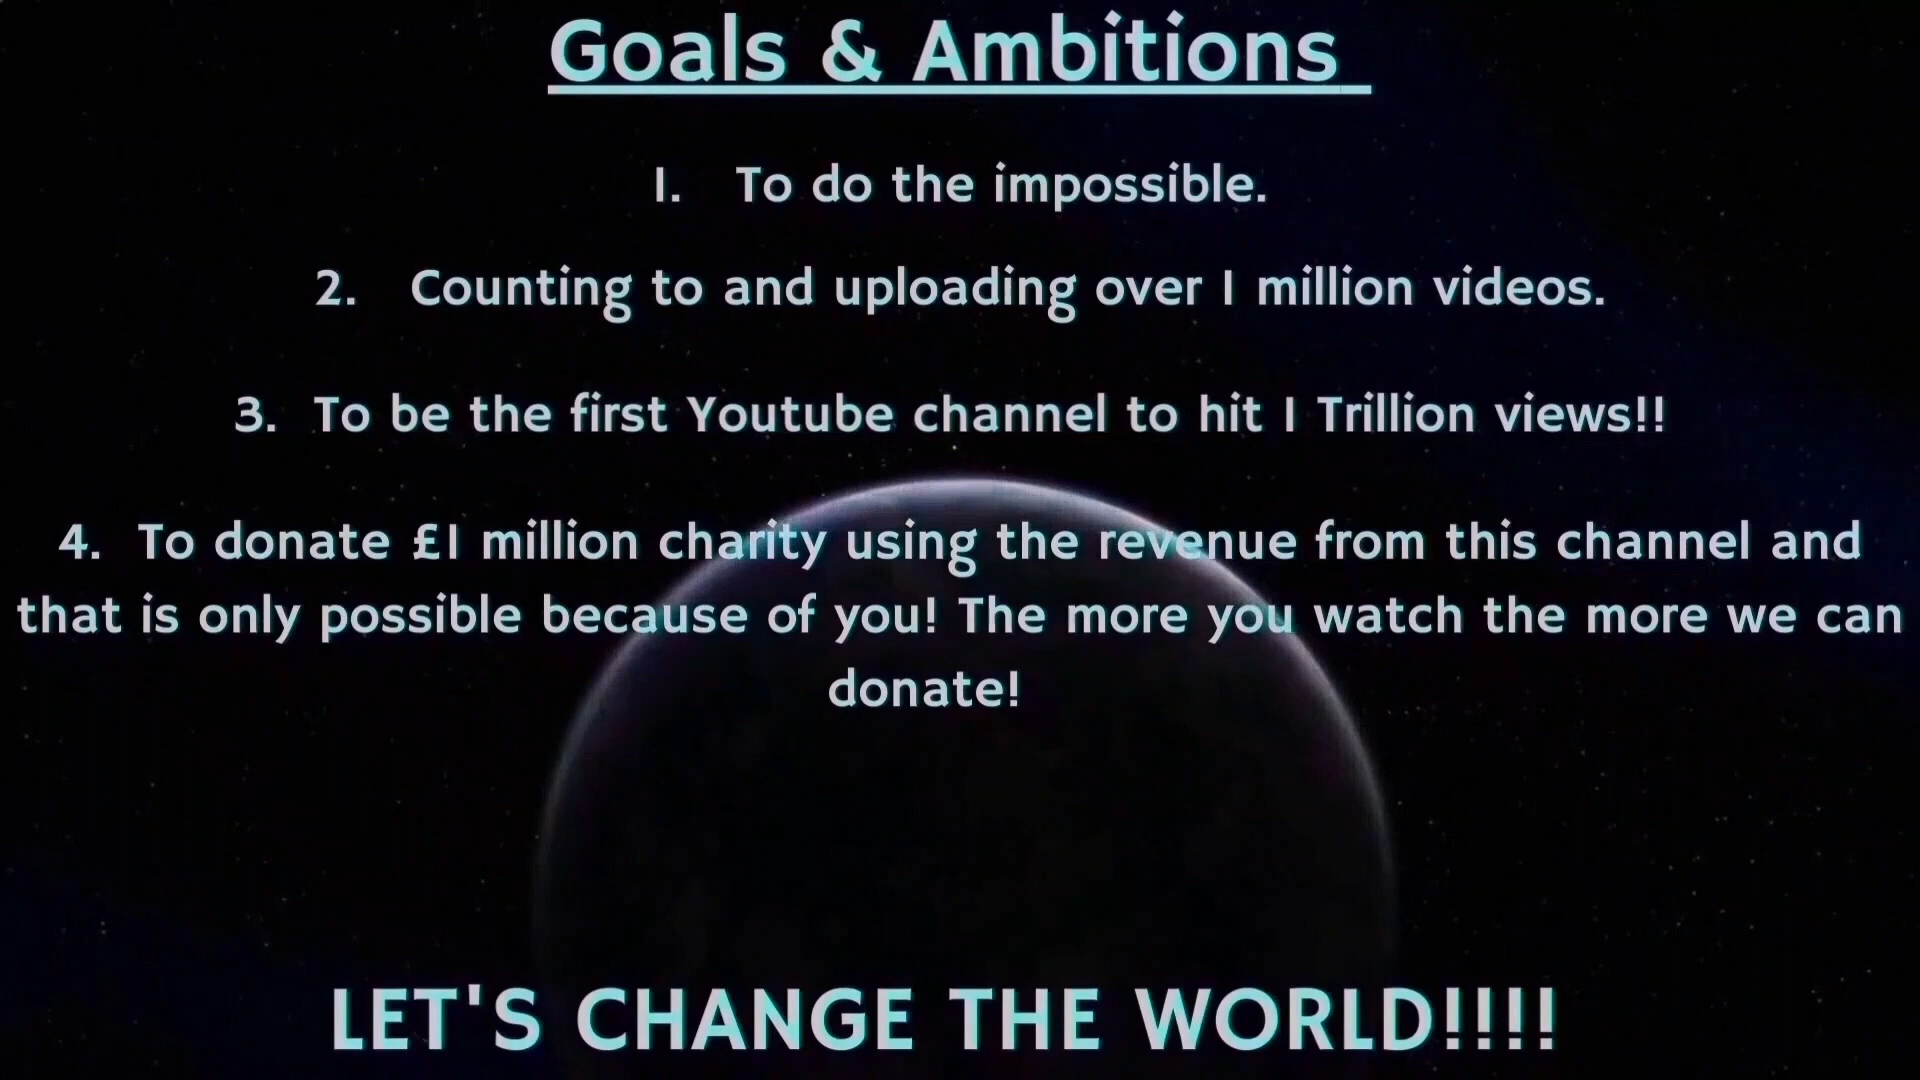 Goals & Ambitions
1. To do the impossible.
2. Counting to and uploading over 1 million videos.
3. To be the first Youtube channel to hit 1 Trillion views!!
4. To donate £1 million charity using the revenue from this channel and
that is only possible because of you! The more you watch the more we can
donate!
LET'S CHANGE THE WORLD!!!!